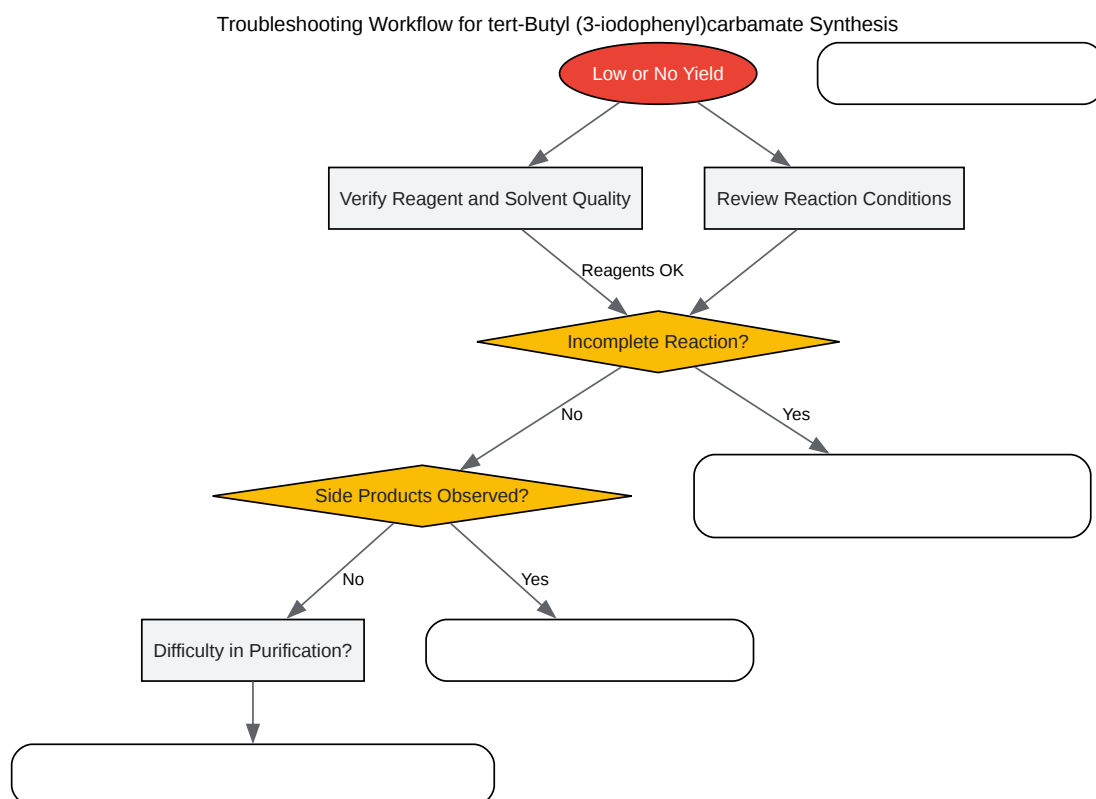 Troubleshooting Workflow for tert-Butyl (3-iodophenyl)carbamate Synthesis
Low or No Yield
Verify Reagent and Solvent Quality
Review Reaction Conditions
Reagents OK
Incomplete Reaction?
No
Yes
Side Products Observed?
No
Yes
Difficulty in Purification?